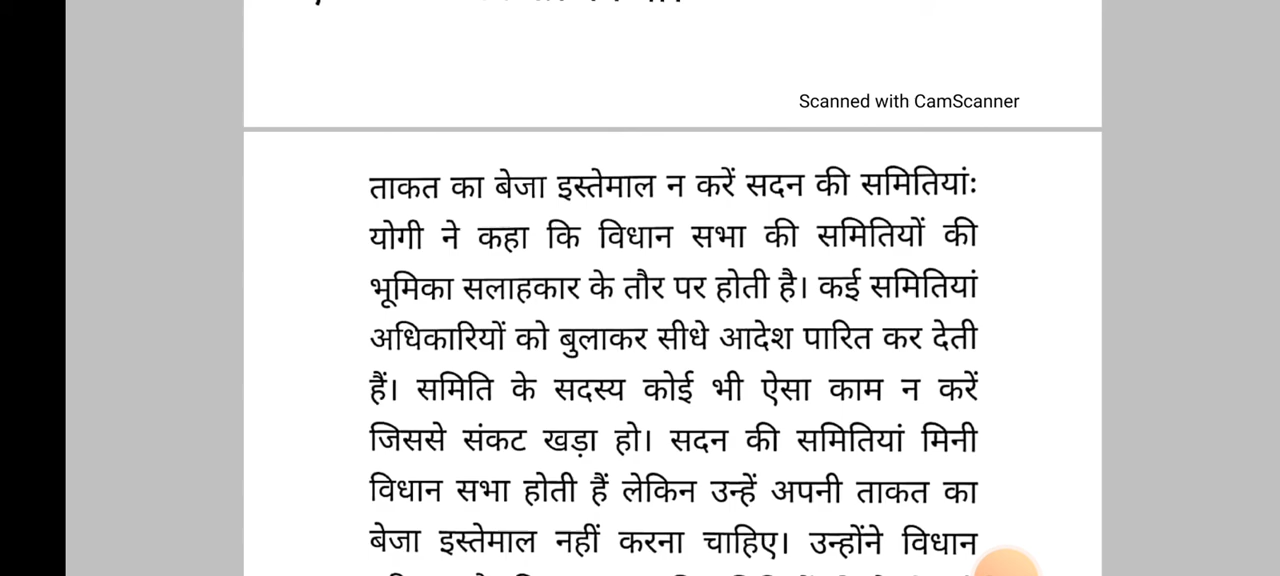 Scanned with CamScanner
ताकत का बेजा इस्तेमाल न करें सदन की समितियां:
योगी ने कहा कि विधान सभा की समितियों की
भूमिका सलाहकार के तौर पर होती है। कई समितियां
अधिकारियों को बुलाकर सीधे आदेश पारित कर देती
हैं। समिति के सदस्य कोई भी ऐसा काम न करें
जिससे संकट खड़ा हो। सदन की समितियां मिनी
विधान सभा होती हैं लेकिन उन्हें अपनी ताकत का
बेजा इस्तेमाल नहीं करना चाहिए। उन्होंने विधान